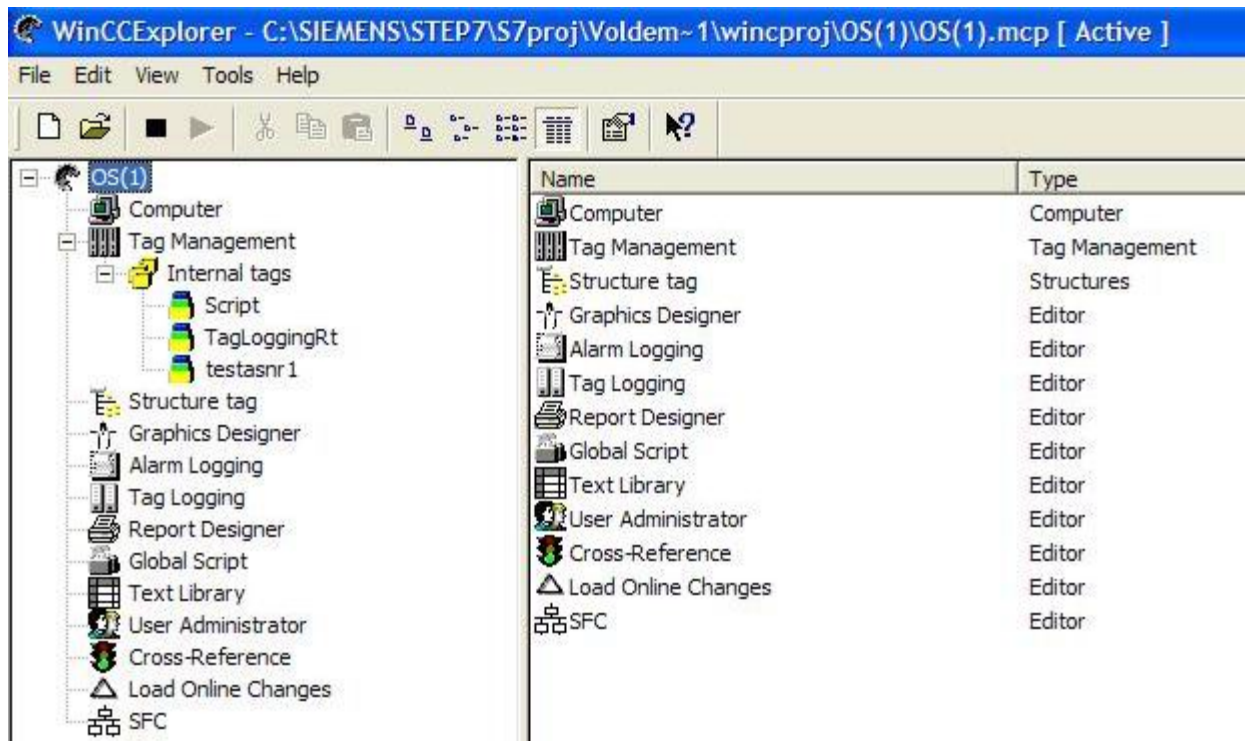 WinCCExplorer - C:\SIEMENS\STEP7\S7proj\Voldem~1\wincproj\OS(1)\OS(1).mcp [ Active ]
File Edit View Tools Help
OS(1)
Computer
Tag Management
Internal tags
Script
TagLoggingRt
testasnr1
Structure tag
Graphics Designer
Alarm Logging
Tag Logging
Report Designer
Global Script
Text Library
User Administrator
Cross-Reference
Load Online Changes
SFC
Name Type
Computer Computer
Tag Management Tag Management
Structure tag Structures
Graphics Designer Editor
Alarm Logging Editor
Tag Logging Editor
Report Designer Editor
Global Script Editor
Text Library Editor
User Administrator Editor
Cross-Reference Editor
Load Online Changes Editor
SFC Editor